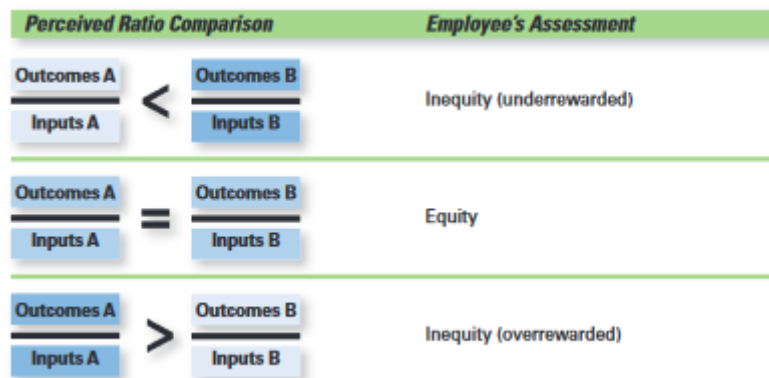 Perceived Ratio Comparison Employee's Assessment
Outcomes A Outcomes B
<
Inputs A Inputs B
Inequity (underrewarded)
Outcomes A Outcomes B
=
Inputs A Inputs B
Equity
Outcomes A Outcomes B
>
Inputs A Inputs B
Inequity (overrewarded)